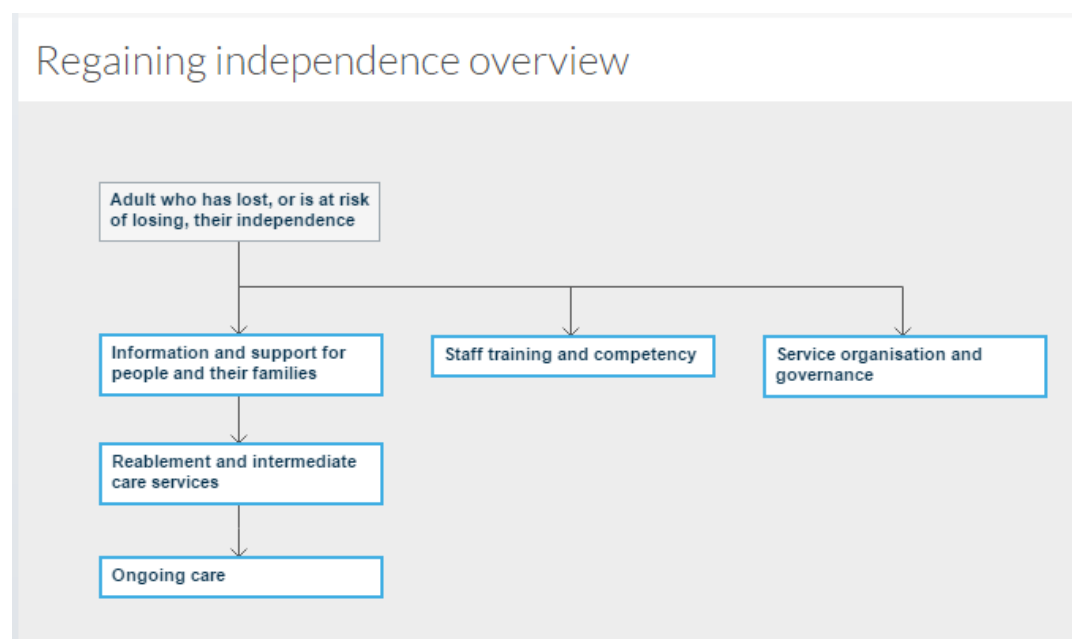 Regaining independence overview
Adult who has lost, or is at risk
of losing, their independence
Information and support for
people and their families
Staff training and competency
Service organisation and
governance
Reablement and intermediate
care services
Ongoing care